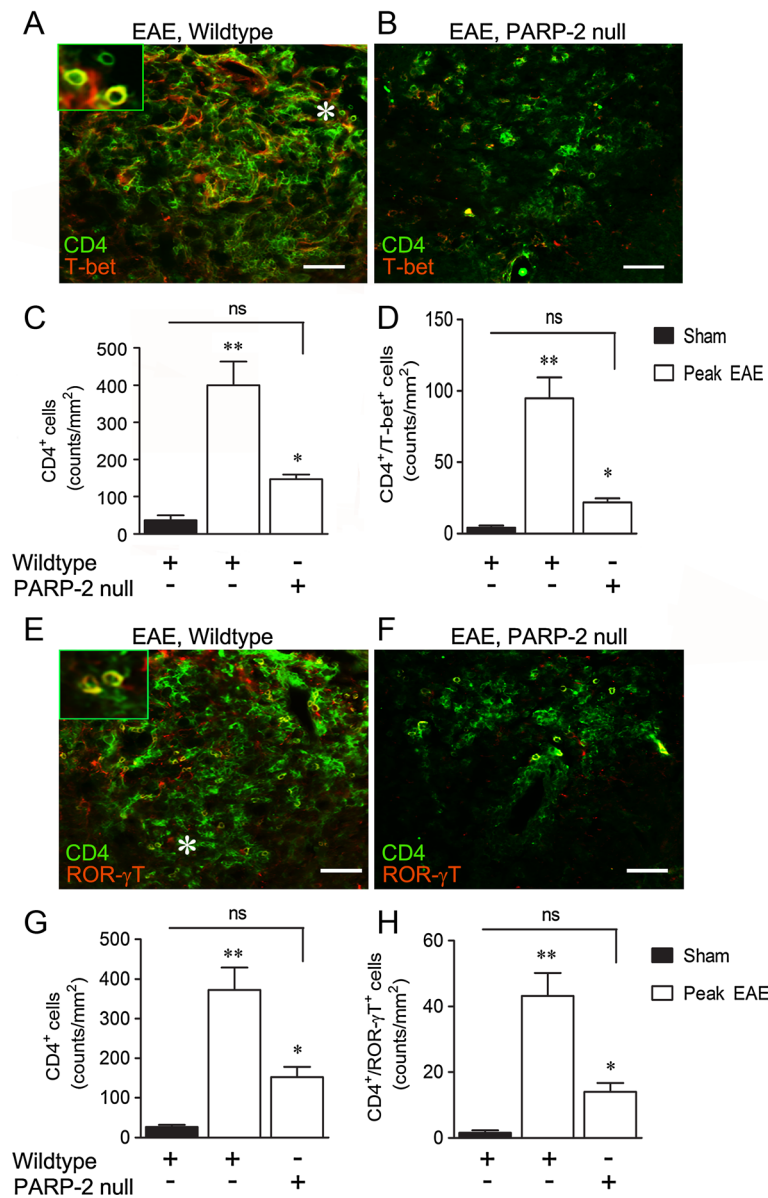 A
EAE, Wildtype
*
CD4
T-bet
B
EAE, PARP-2 null
CD4
T-bet
C
CD4+ cells
(counts/mm2)
500
400
300
200
100
0
ns
**
*
D
CD4+/T-bet+ cells
(counts/mm2)
150
100
50
0
ns
**
*
Sham
Peak EAE
Wildtype + + - + + -
PARP-2 null - - + - - +
E
EAE, Wildtype
*
CD4
ROR-γT
F
EAE, PARP-2 null
CD4
ROR-γT
G
CD4+ cells
(counts/mm2)
500
400
300
200
100
0
ns
**
*
H
CD4+/ROR-γT+ cells
(counts/mm2)
60
40
20
0
ns
**
*
Sham
Peak EAE
Wildtype + + - + + -
PARP-2 null - - + - - +